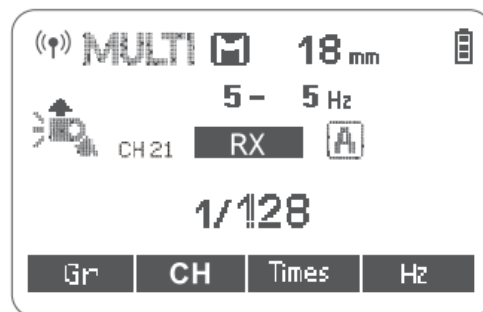 MULTI M 18 mm
5 - 5 Hz
CH 21 RX A
1/128
Gr CH Times Hz